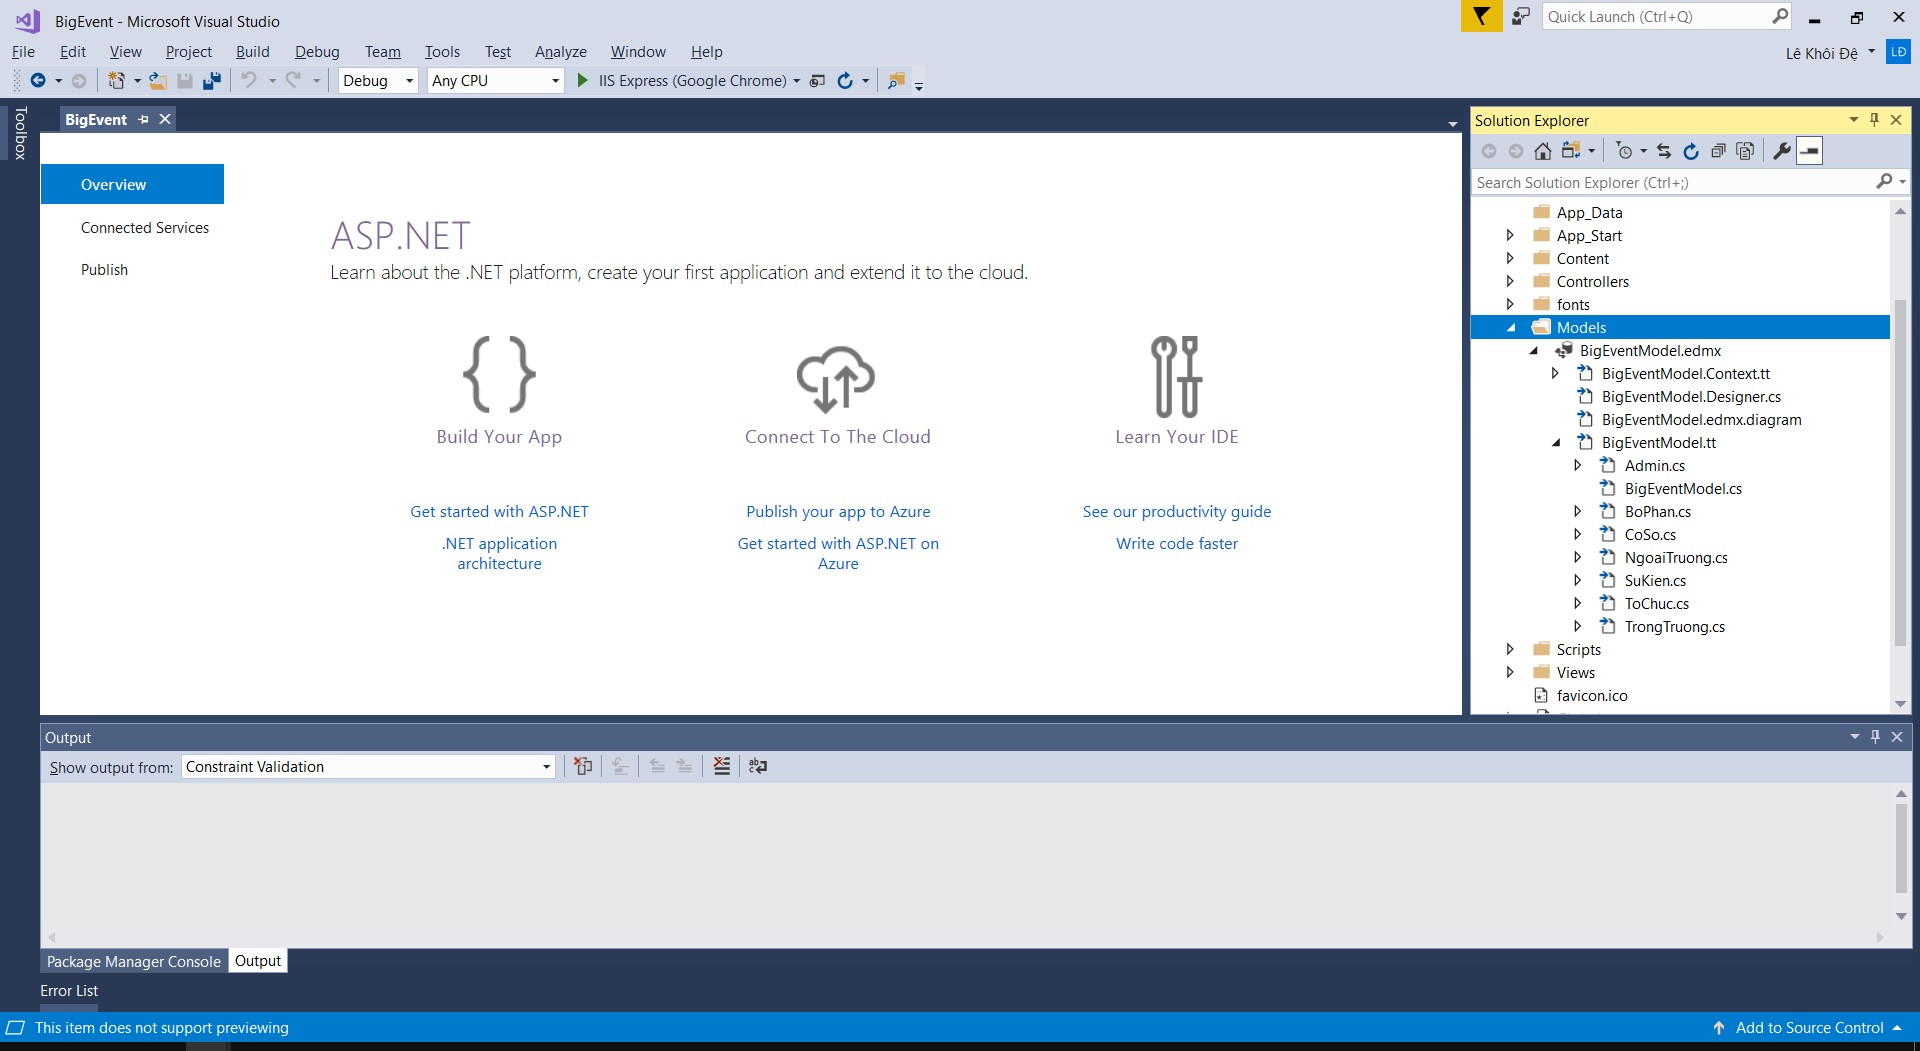 BigEvent - Microsoft Visual Studio
Quick Launch (Ctrl+Q)
File Edit View Project Build Debug Team Tools Test Analyze Window Help
Lê Khôi Đệ LĐ
Debug Any CPU IIS Express (Google Chrome)
Toolbox
BigEvent
Overview
Connected Services
Publish
ASP.NET
Learn about the .NET platform, create your first application and extend it to the cloud.
Build Your App
Connect To The Cloud
Learn Your IDE
Get started with ASP.NET
.NET application
architecture
Publish your app to Azure
Get started with ASP.NET on
Azure
See our productivity guide
Write code faster
Solution Explorer
Search Solution Explorer (Ctrl+;)
App_Data
App_Start
Content
Controllers
fonts
Models
BigEventModel.edmx
BigEventModel.Context.tt
BigEventModel.Designer.cs
BigEventModel.edmx.diagram
BigEventModel.tt
Admin.cs
BigEventModel.cs
BoPhan.cs
CoSo.cs
NgoaiTruong.cs
SuKien.cs
ToChuc.cs
TrongTruong.cs
Scripts
Views
favicon.ico
Output
Show output from: Constraint Validation
Package Manager Console Output
Error List
This item does not support previewing
Add to Source Control